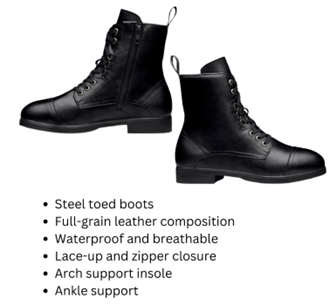 • Steel toed boots
• Full-grain leather composition
• Waterproof and breathable
• Lace-up and zipper closure
• Arch support insole
• Ankle support